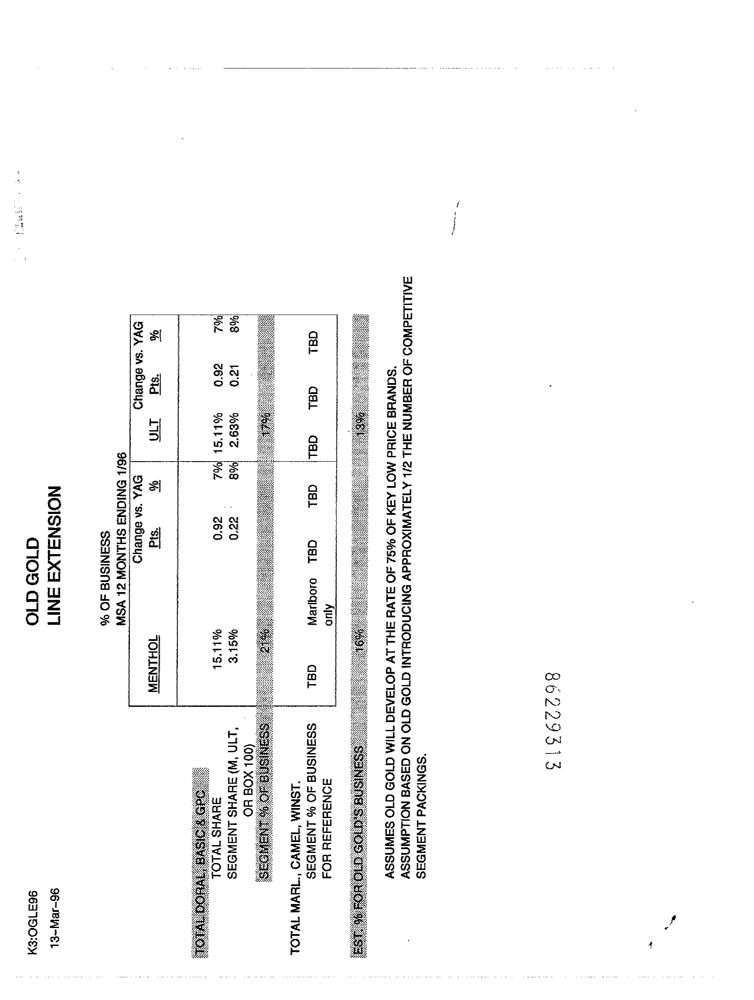 K3:OGLE96
13-Mar-96
OLD GOLD
LINE EXTENSION
% OF BUSINESS
MSA 12 MONTHS ENDING 1/96
Change vs. YAG Change vs. YAG
MENTHOL Pts. % ULT Pts. %
TOTAL DORAL, BASIC & GPC
TOTAL SHARE 15.11% 0.92 7% 15.11% 0.92 7%
SEGMENT SHARE (M, ULT, 3.15% 0.22 8% 2.63% 0.21 8%
OR BOX 100)
SEGMENT % OF BUSINESS 21% 17%
TOTAL MARL., CAMEL, WINST.
SEGMENT % OF BUSINESS TBD Marlboro TBD TBD TBD TBD TBD
FOR REFERENCE only
EST. % FOR OLD GOLD'S BUSINESS 16% 13%
ASSUMES OLD GOLD WILL DEVELOP AT THE RATE OF 75% OF KEY LOW PRICE BRANDS.
ASSUMPTION BASED ON OLD GOLD INTRODUCING APPROXIMATELY 1/2 THE NUMBER OF COMPETITIVE
SEGMENT PACKINGS.
86229313